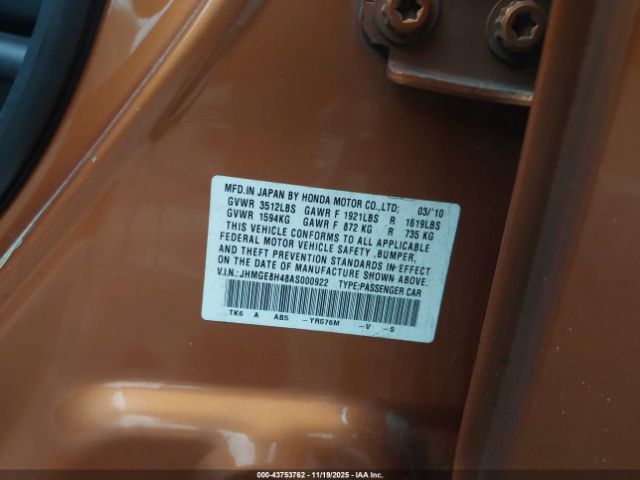 MFD.IN JAPAN BY HONDA MOTOR CO.,LTD: 03/'10
GVWR 3512LBS GAWR F 1921LBS R 1619LBS
GVWR 1594KG GAWR F 872 KG R 735 KG
THIS VEHICLE CONFORMS TO ALL APPLICABLE
FEDERAL MOTOR VEHICLE SAFETY ,BUMPER,
AND THEFT PREVENTION STANDARDS IN EFFECT
ON THE DATE OF MANUFACTURE SHOWN ABOVE.
V.I.N.: JHMGE8H48AS000922 TYPE:PASSENGER CAR
TK6 A AB5 -YR576M -V -S
000-43753762 | 11/19/2025 | IAA Inc.